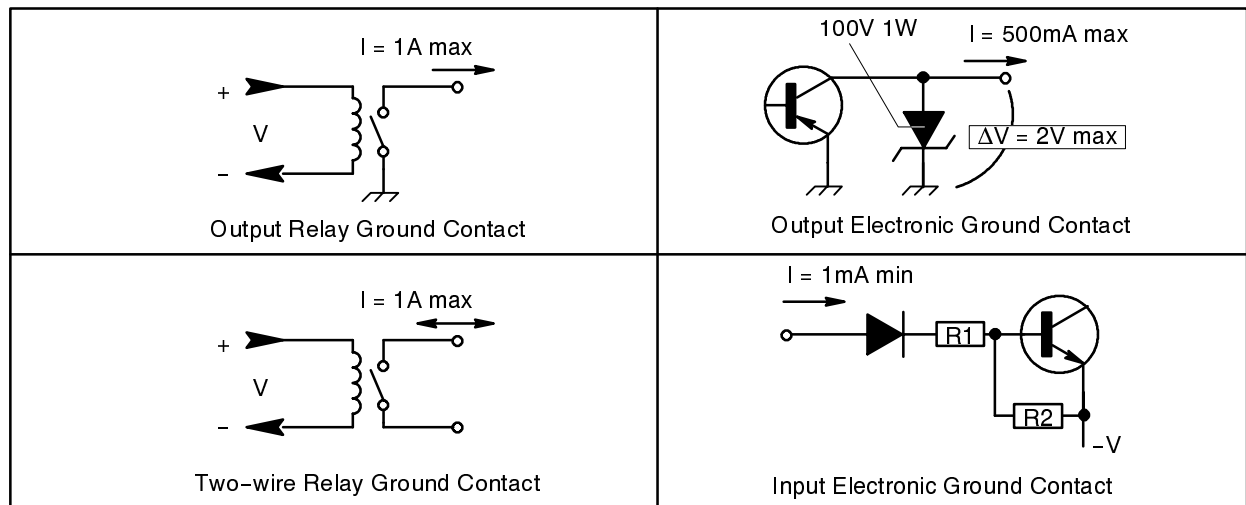 I = 1A max
+
V
–
Output Relay Ground Contact
100V 1W
I = 500mA max
ΔV = 2V max
Output Electronic Ground Contact
I = 1A max
+
V
–
Two–wire Relay Ground Contact
I = 1mA min
R1
R2
–V
Input Electronic Ground Contact